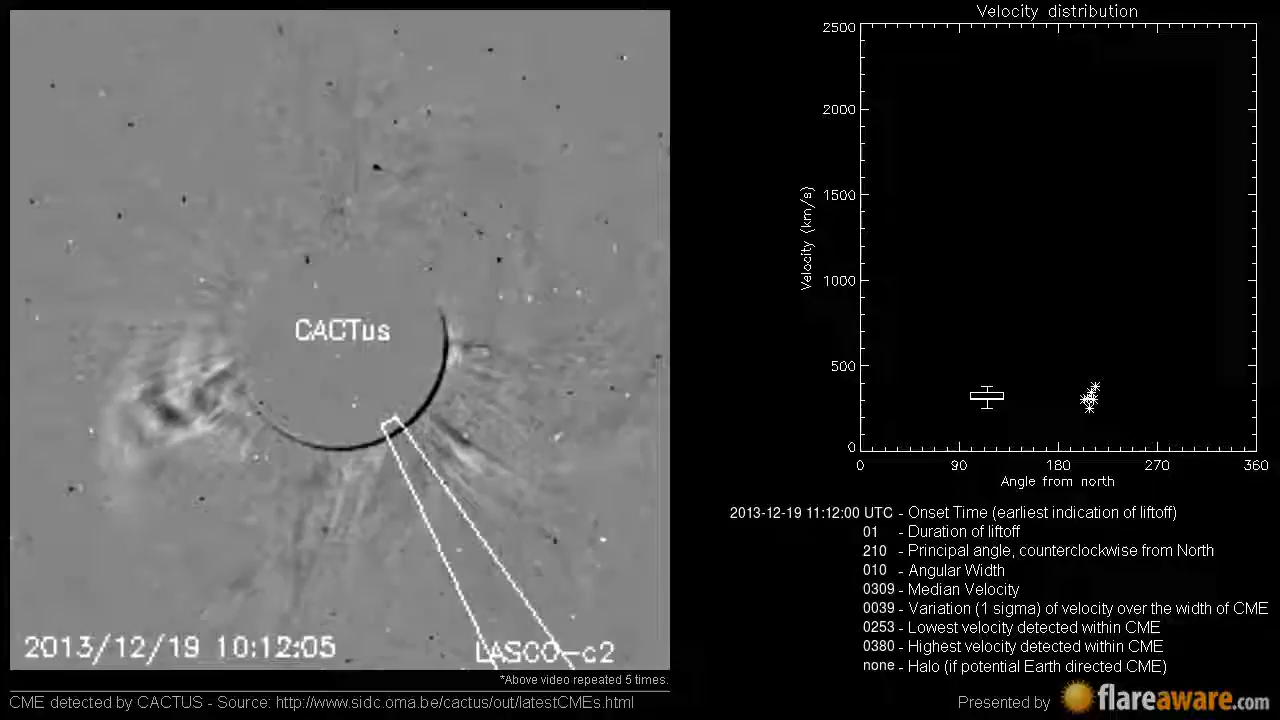 CACTus
2013/12/19 10:12:05
LASCO-c2
*Above video repeated 5 times.
CME detected by CACTUS - Source: http://www.sidc.oma.be/cactus/out/latestCMEs.html
Velocity distribution
2500
2000
1500
1000
500
0
Velocity (km/s)
0 90 180 270 360
Angle from north
2013-12-19 11:12:00 UTC - Onset Time (earliest indication of liftoff)
01 - Duration of liftoff
210 - Principal angle, counterclockwise from North
010 - Angular Width
0309 - Median Velocity
0039 - Variation (1 sigma) of velocity over the width of CME
0253 - Lowest velocity detected within CME
0380 - Highest velocity detected within CME
none - Halo (if potential Earth directed CME)
Presented by flareaware.com